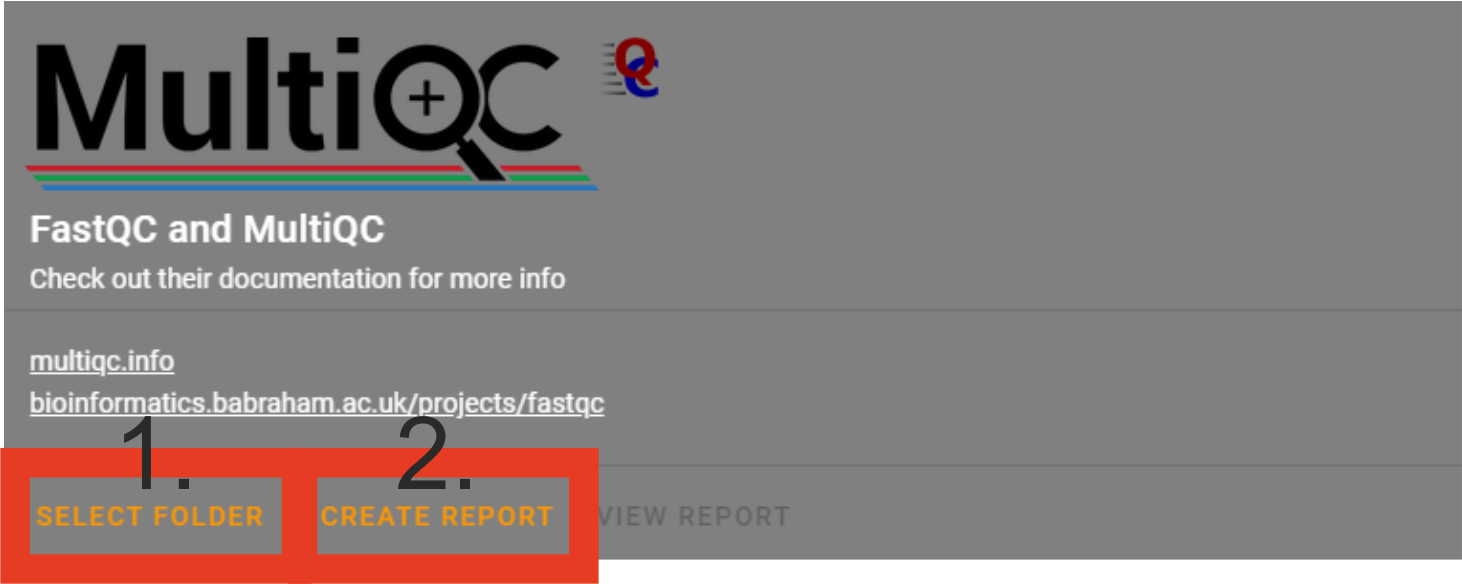 MultiQC
QC
FastQC and MultiQC
Check out their documentation for more info
multiqc.info
bioinformatics.babraham.ac.uk/projects/fastqc
1. 2.
SELECT FOLDER CREATE REPORT VIEW REPORT